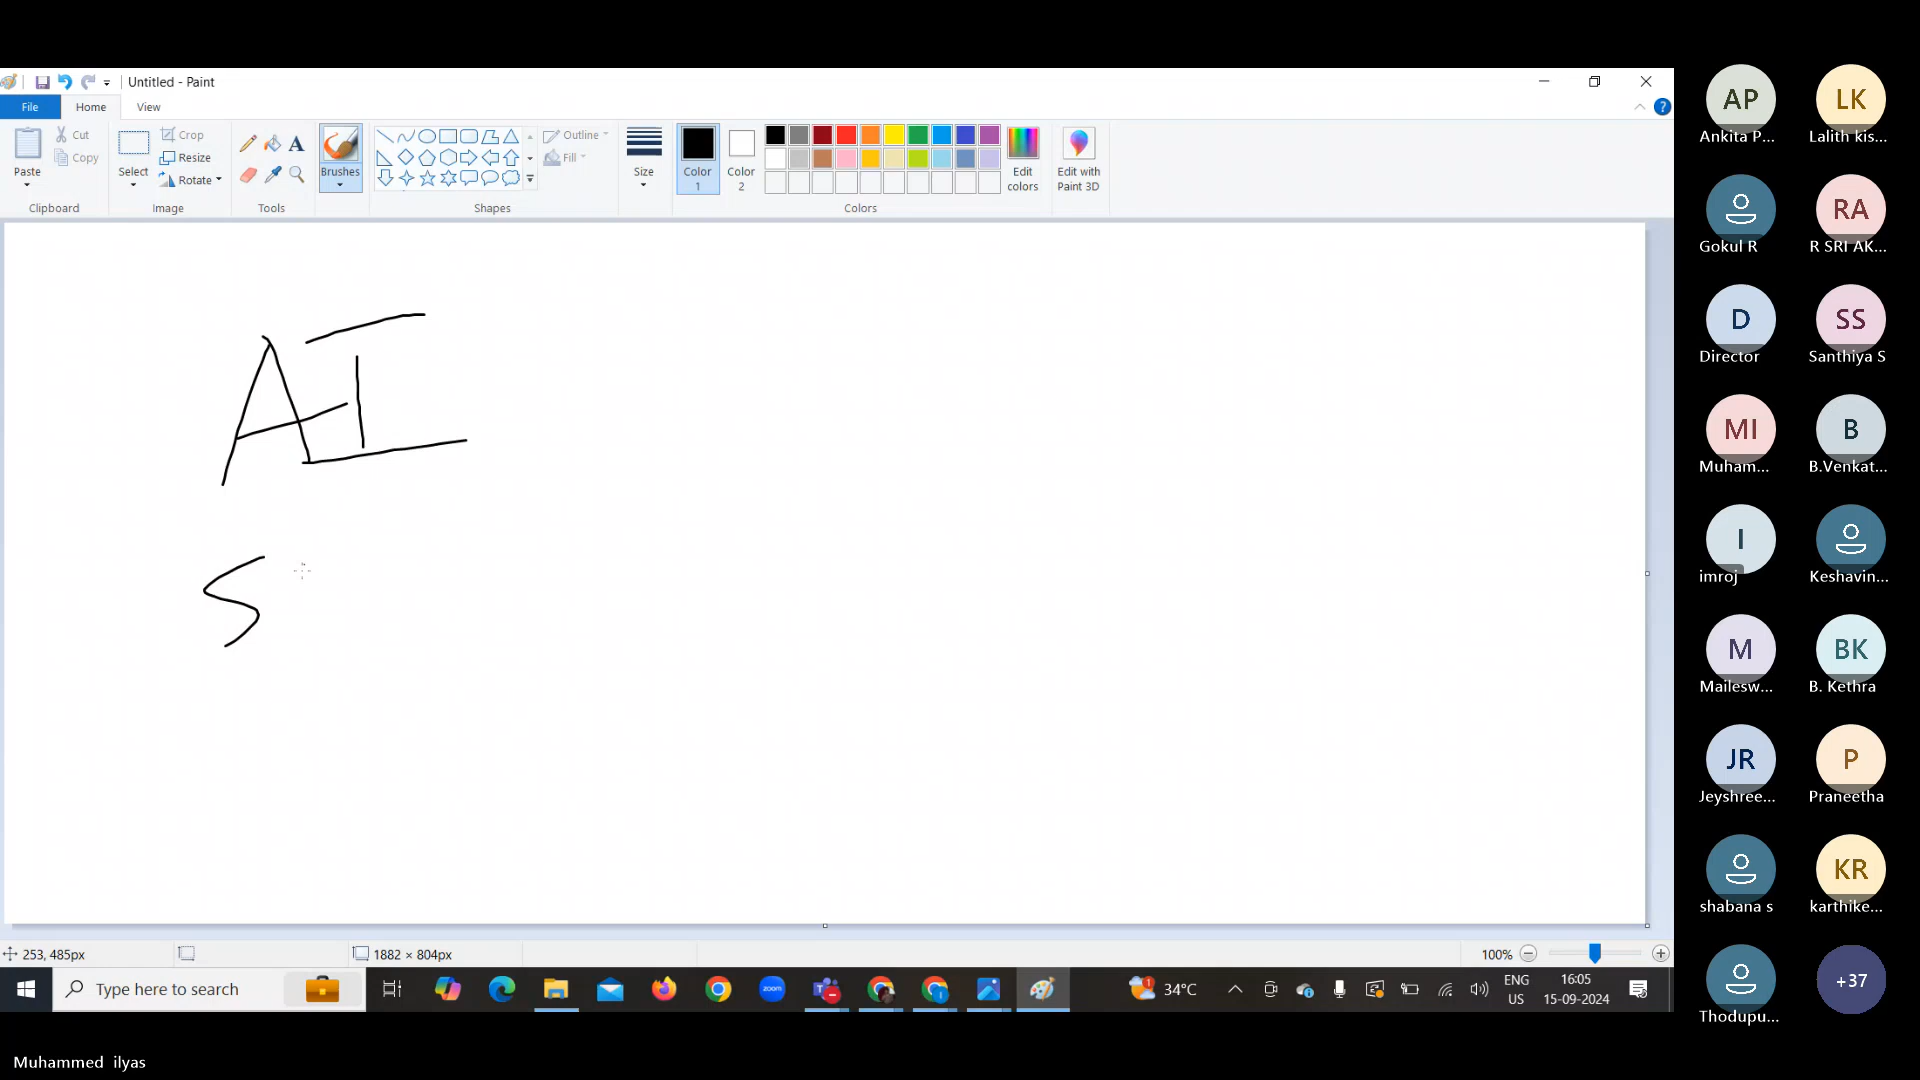 Untitled - Paint
File Home View
Paste Cut Copy Clipboard
Select Crop Resize Rotate Image
Tools
Brushes
Shapes
Outline Fill
Size
Color 1 Color 2
Edit colors
Edit with Paint 3D
Colors
AI
S
253, 485px 1882 × 804px 100%
Type here to search zoom 34°C ENG US 16:05 15-09-2024
AP LK
Ankita P... Lalith kis...
RA
Gokul R R SRI AK...
D SS
Director Santhiya S
MI B
Muham... B.Venkat...
I
imroj Keshavin...
M BK
Mailesw... B. Kethra
JR P
Jeyshree... Praneetha
KR
shabana s karthike...
+37
Thodupu...
Muhammed ilyas